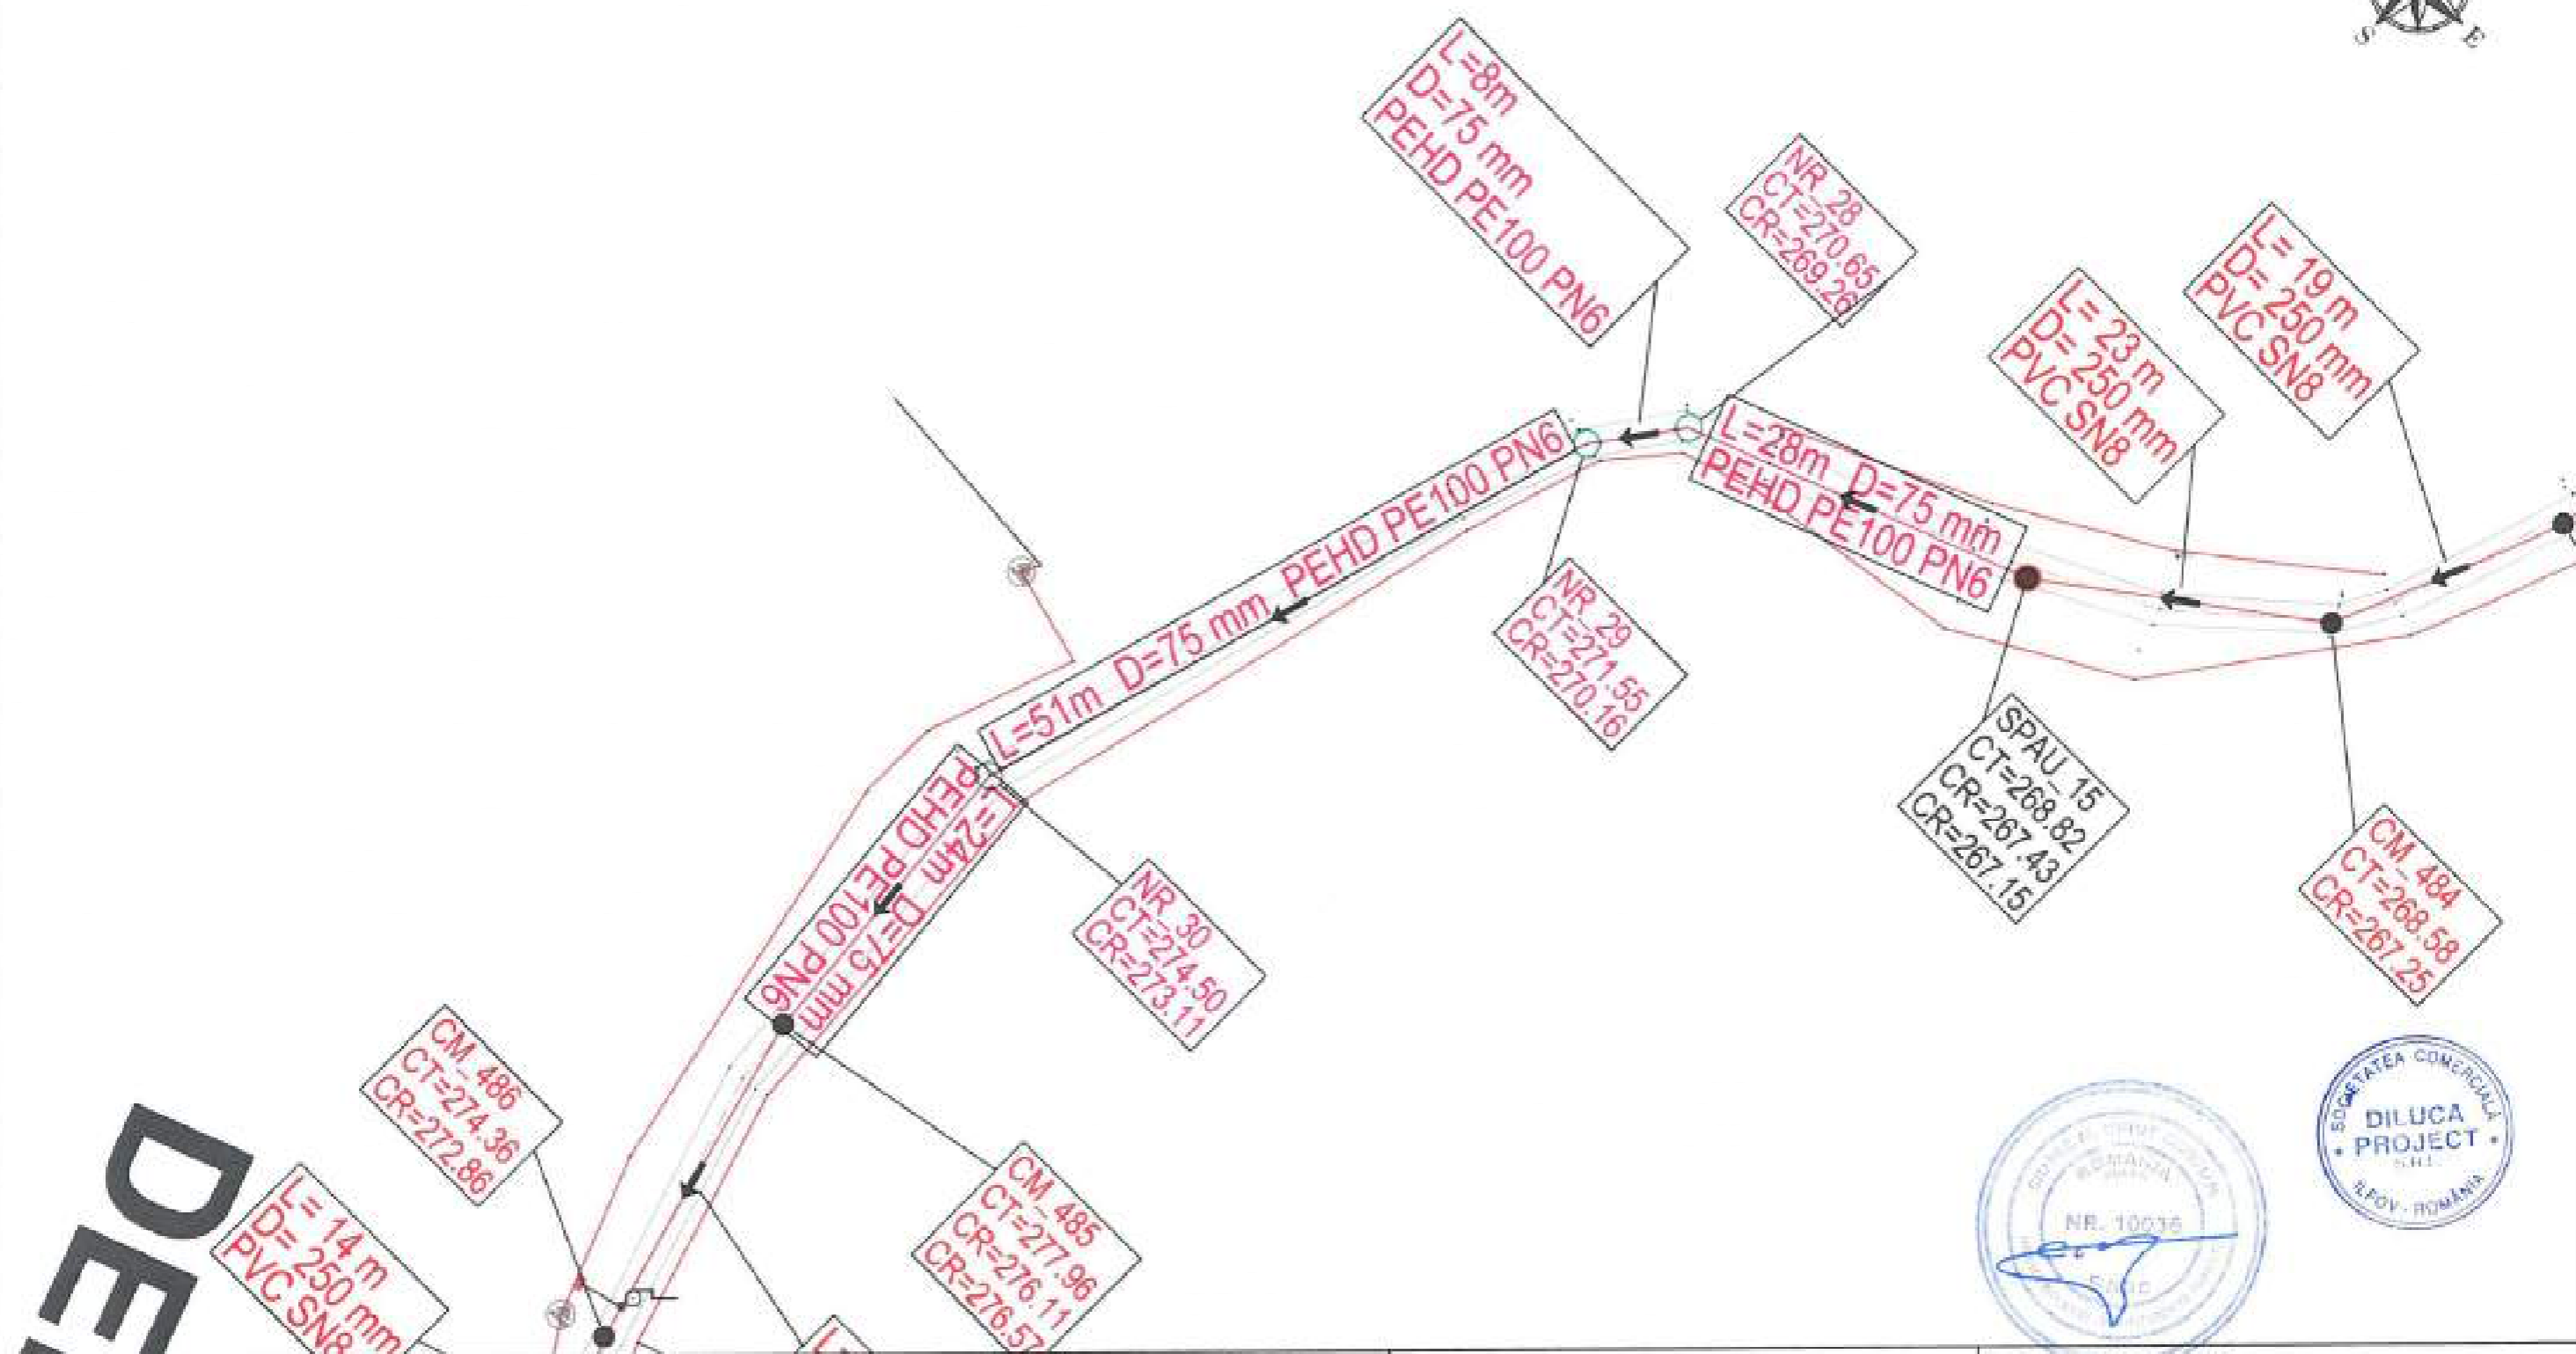 S
E
L=8m
D=75 mm
PEHD PE100 PN6
NR_28
CT=270.65
CR=269.26
L= 19 m
D= 250 mm
PVC SN8
L= 23 m
D= 250 mm
PVC SN8
L=28m D=75 mm
PEHD PE100 PN6
L=51m D=75 mm PEHD PE100 PN6
NR_29
CT=271.55
CR=270.16
SPAU_15
CT=268.82
CR=267.43
CR=267.15
CM_484
CT=268.58
CR=267.25
L=24m D=75 mm
PEHD PE100 PN6
NR_30
CT=274.50
CR=273.11
CM_486
CT=274.36
CR=272.86
CM_485
CT=277.96
CR=276.11
CR=276.57
L= 14 m
D= 250 mm
PVC SN8
DE
SOCIETATEA COMERCIALĂ
DILUCA
PROJECT
S.R.L.
ILFOV - ROMÂNIA
ROMÂNIA
NR. 10036